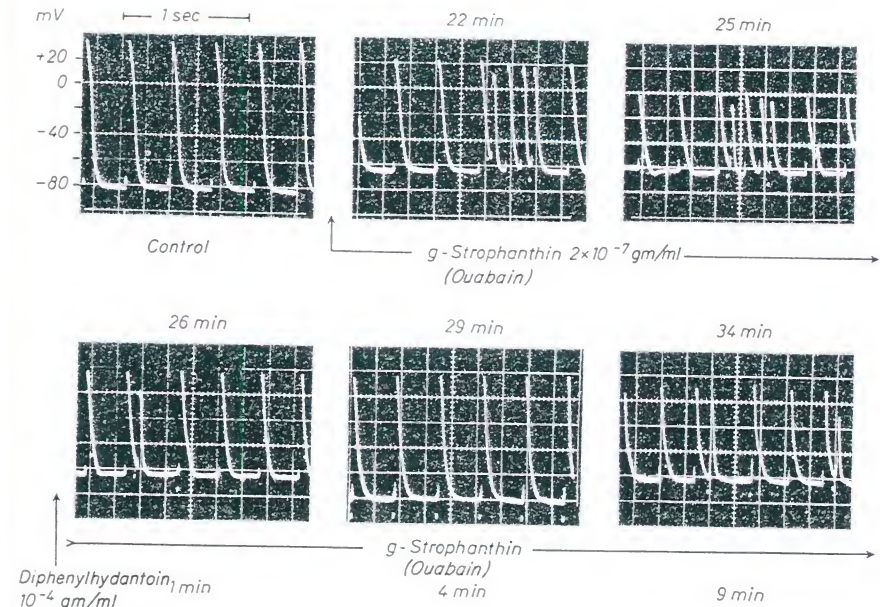 mV
1 sec
22 min
25 min
+20
0
-40
-80
Control
g-Strophanthin 2×10⁻⁷ gm/ml
(Ouabain)
26 min
29 min
34 min
g-Strophanthin
(Ouabain)
Diphenylhydantoin 1 min
10⁻⁴ gm/ml
4 min
9 min